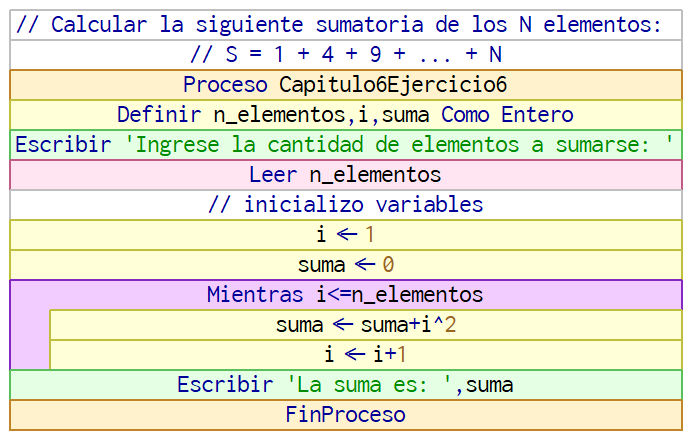 // Calcular la siguiente sumatoria de los N elementos:
// S = 1 + 4 + 9 + ... + N
Proceso Capitulo6Ejercicio6
Definir n_elementos,i,suma Como Entero
Escribir 'Ingrese la cantidad de elementos a sumarse: '
Leer n_elementos
// inicializo variables
i ← 1
suma ← 0
Mientras i<=n_elementos
suma ← suma+i^2
i ← i+1
Escribir 'La suma es: ',suma
FinProceso